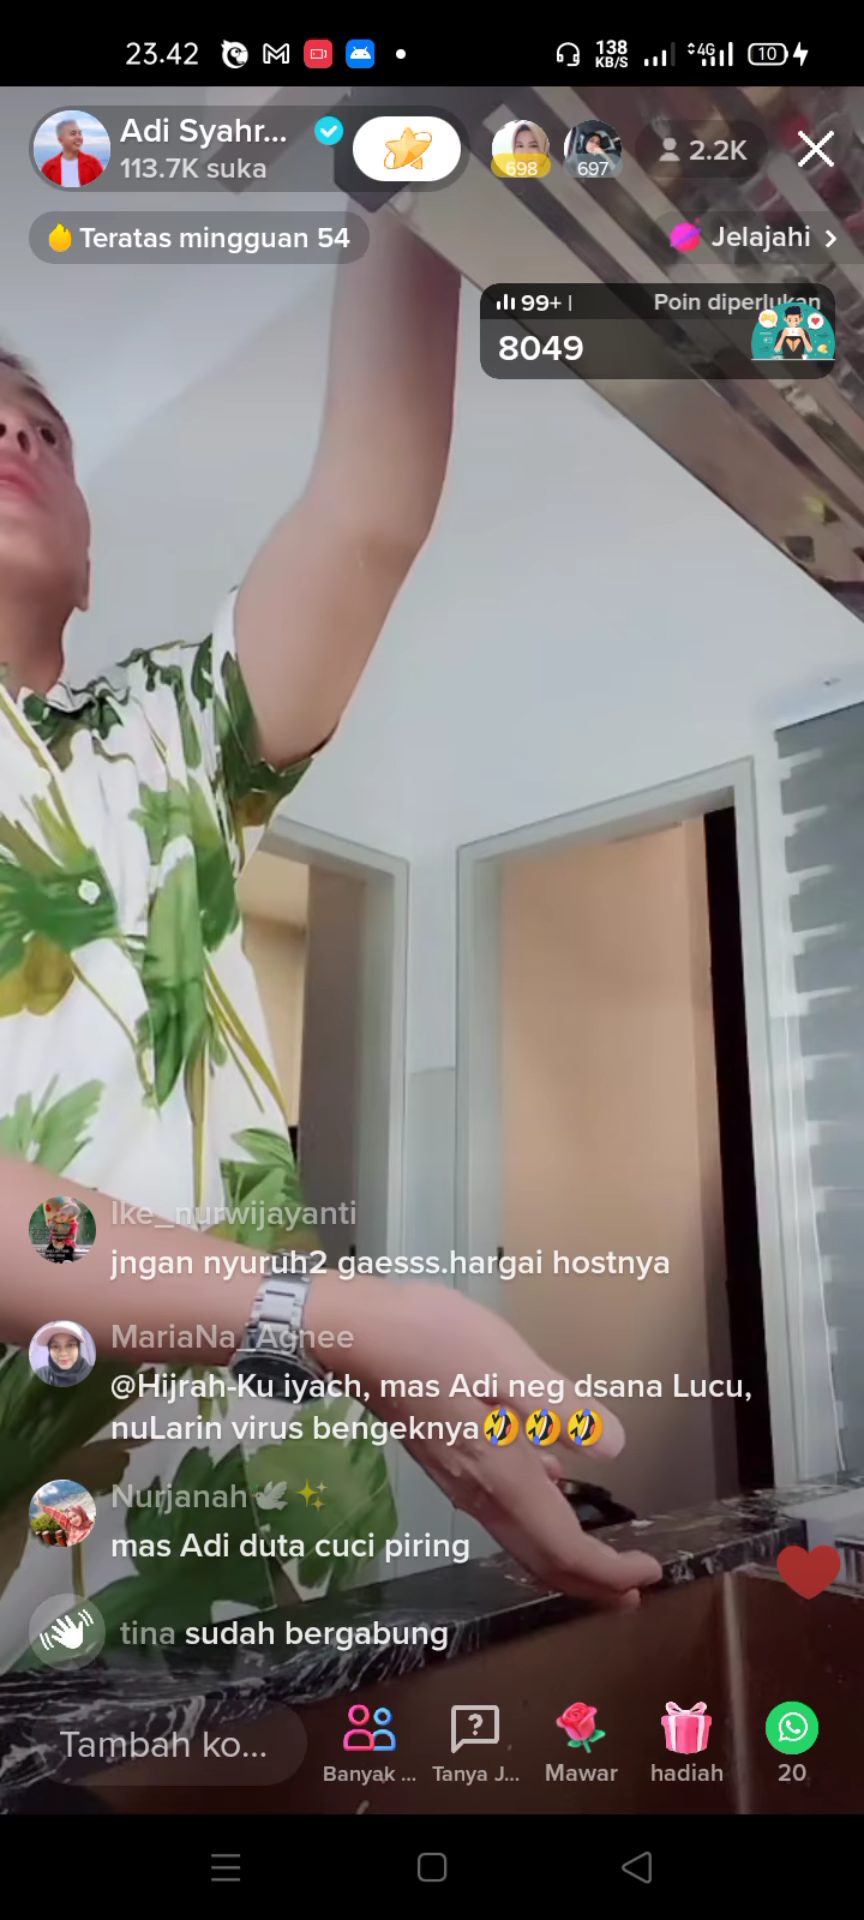 23.42
138
KB/S
4G
10
Adi Syahr...
113.7K suka
698
697
2.2K
Teratas mingguan 54
Jelajahi
99+
Poin diperlukan
8049
Ike_nurwijayanti
jngan nyuruh2 gaesss.hargai hostnya
MariaNa_Agnee
@Hijrah-Ku iyach, mas Adi neg dsana Lucu,
nuLarin virus bengeknya🤣🤣🤣
Nurjanah🕊️✨
mas Adi duta cuci piring
tina sudah bergabung
Tambah ko...
Banyak ...
Tanya J...
Mawar
hadiah
20